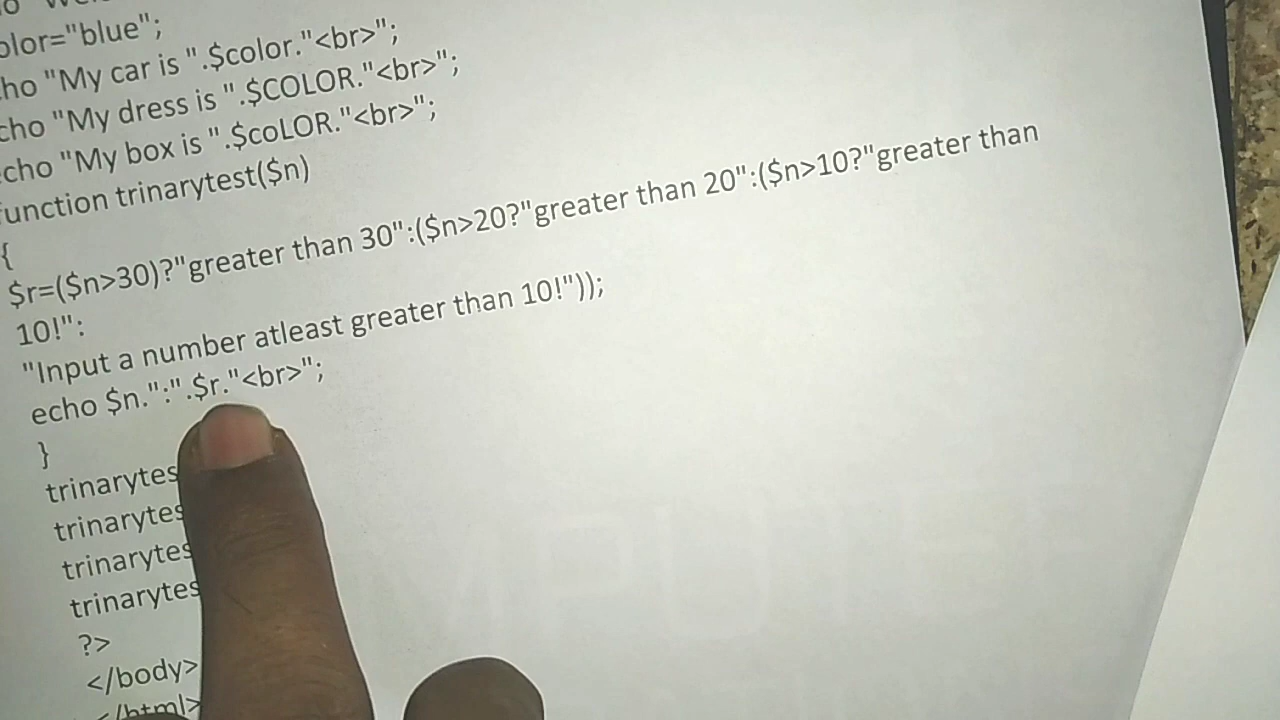 olor="blue";
ho "My car is ".$color."<br>";
cho "My dress is ".$COLOR."<br>";
echo "My box is ".$coLOR."<br>";
function trinarytest($n)
{
$r=($n>30)?"greater than 30":($n>20?"greater than 20":($n>10?"greater than
10!":
"Input a number atleast greater than 10!"));
echo $n.":".$r."<br>";
}
trinarytes
trinarytes
trinarytes
trinarytes
?>
</body>
</html>